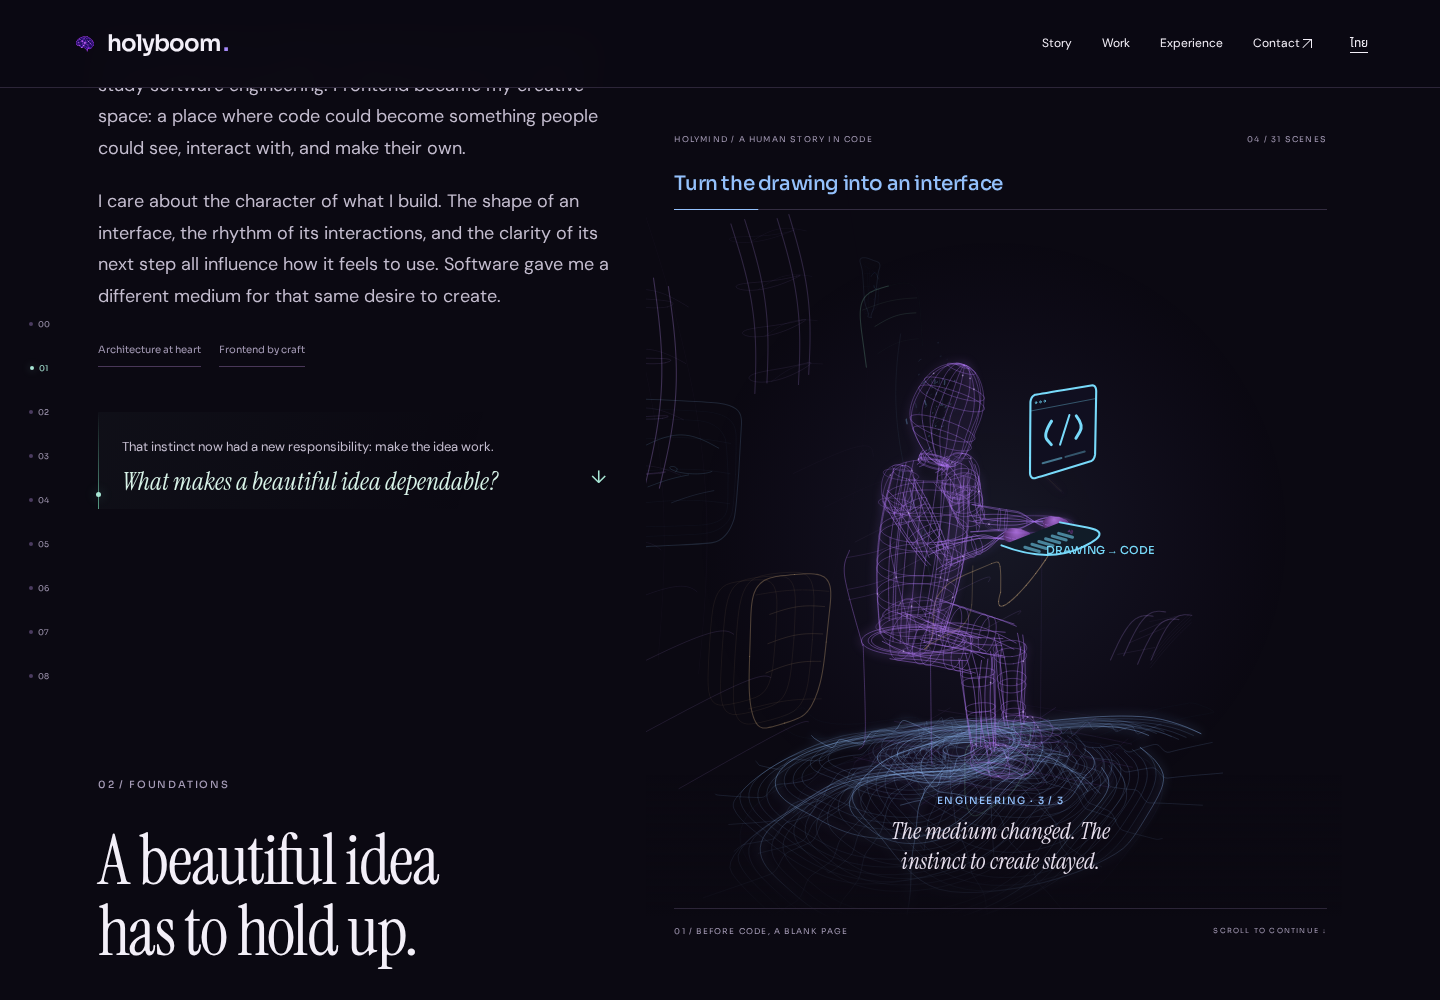 holyboom.
Story
Work
Experience
Contact
ไทย
study software engineering. Frontend became my creative
space: a place where code could become something people
could see, interact with, and make their own.
I care about the character of what I build. The shape of an
interface, the rhythm of its interactions, and the clarity of its
next step all influence how it feels to use. Software gave me a
different medium for that same desire to create.
Architecture at heart
Frontend by craft
That instinct now had a new responsibility: make the idea work.
What makes a beautiful idea dependable?
00
01
02
03
04
05
06
07
08
02 / FOUNDATIONS
A beautiful idea
has to hold up.
HOLYMIND / A HUMAN STORY IN CODE
04 / 31 SCENES
Turn the drawing into an interface
</>
DRAWING → CODE
ENGINEERING · 3 / 3
The medium changed. The
instinct to create stayed.
01 / BEFORE CODE, A BLANK PAGE
SCROLL TO CONTINUE ↓